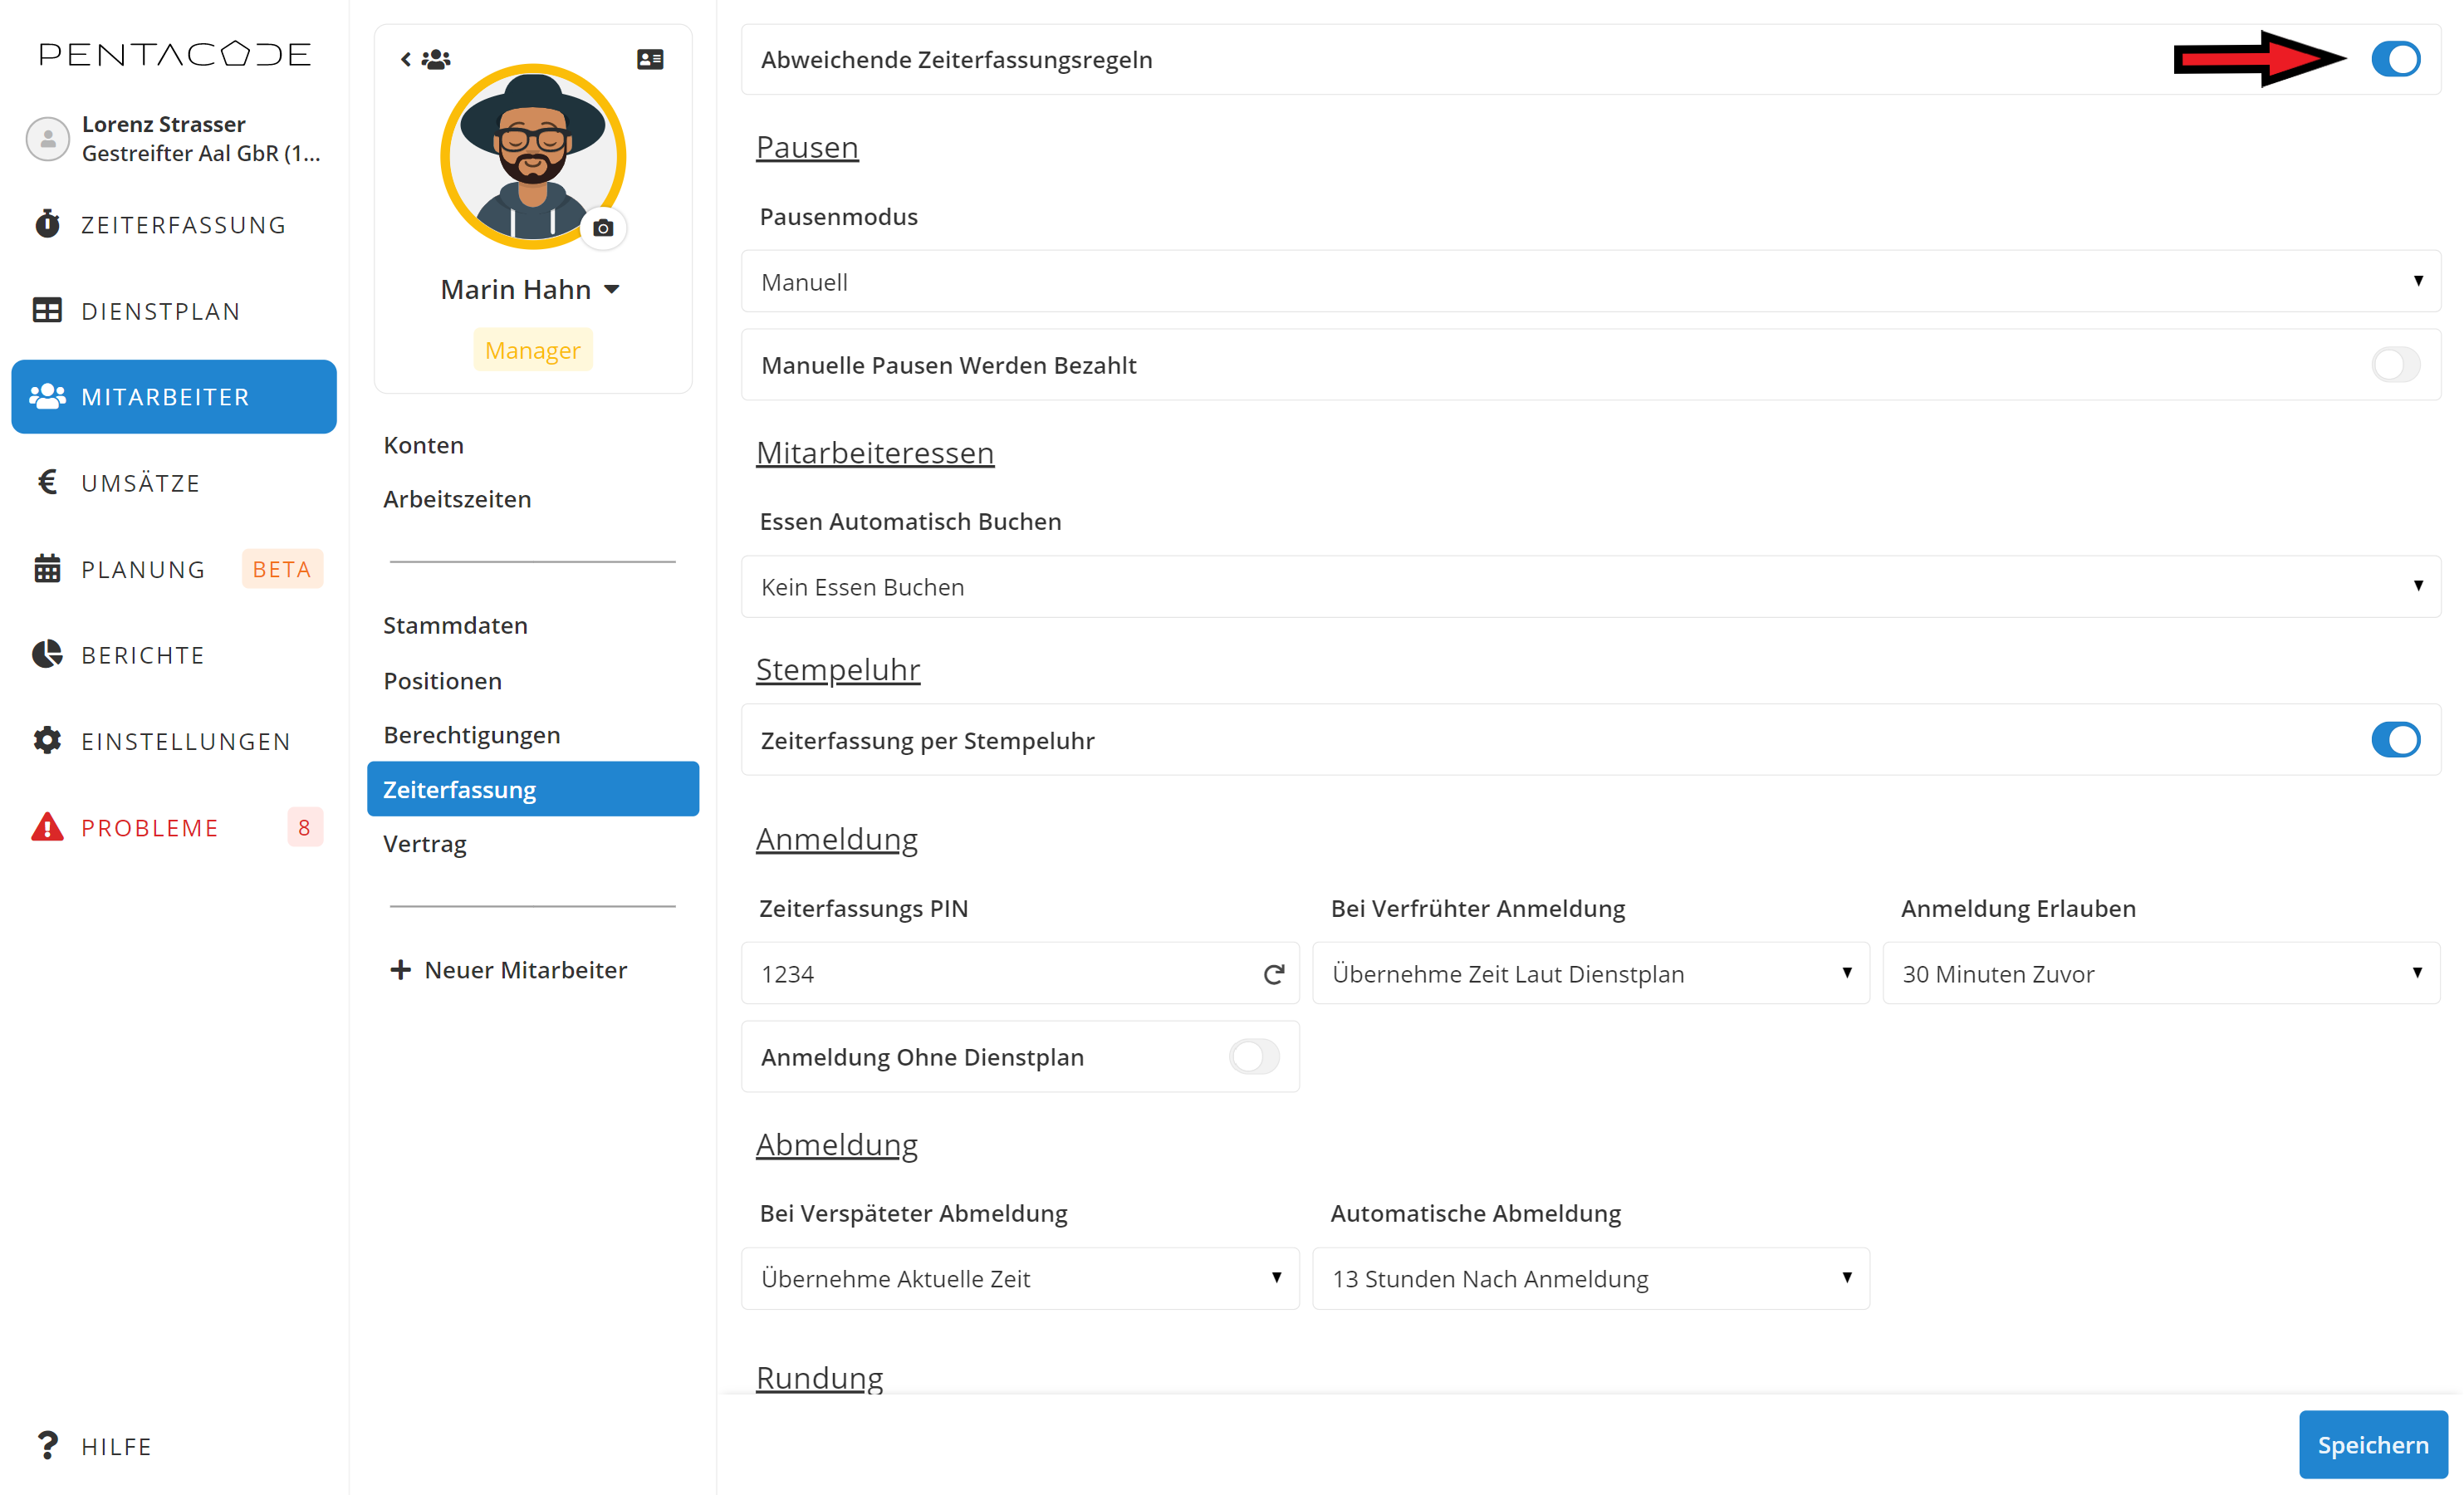 PENTACODE
Lorenz Strasser
Gestreifter Aal GbR (1...
ZEITERFASSUNG
DIENSTPLAN
MITARBEITER
UMSÄTZE
PLANUNG BETA
BERICHTE
EINSTELLUNGEN
PROBLEME 8
HILFE
Marin Hahn
Manager
Konten
Arbeitszeiten
Stammdaten
Positionen
Berechtigungen
Zeiterfassung
Vertrag
Neuer Mitarbeiter
Abweichende Zeiterfassungsregeln
Pausen
Pausenmodus
Manuell
Manuelle Pausen Werden Bezahlt
Mitarbeiteressen
Essen Automatisch Buchen
Kein Essen Buchen
Stempeluhr
Zeiterfassung per Stempeluhr
Anmeldung
Zeiterfassungs PIN
1234
Bei Verfrühter Anmeldung
Übernehme Zeit Laut Dienstplan
Anmeldung Erlauben
30 Minuten Zuvor
Anmeldung Ohne Dienstplan
Abmeldung
Bei Verspäteter Abmeldung
Übernehme Aktuelle Zeit
Automatische Abmeldung
13 Stunden Nach Anmeldung
Rundung
Speichern